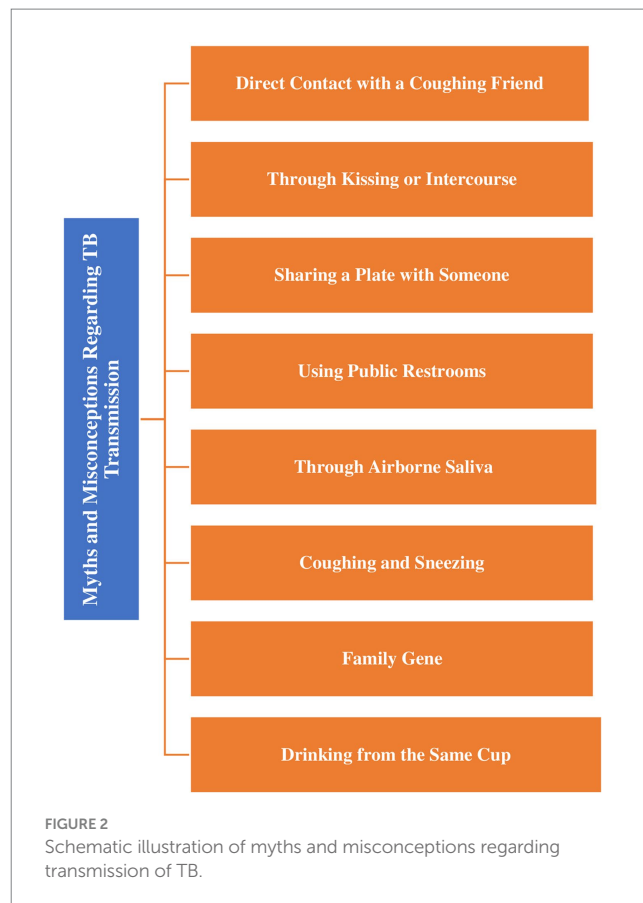 Myths and Misconceptions Regarding TB
Transmission
Direct Contact with a Coughing Friend
Through Kissing or Intercourse
Sharing a Plate with Someone
Using Public Restrooms
Through Airborne Saliva
Coughing and Sneezing
Family Gene
Drinking from the Same Cup
FIGURE 2
Schematic illustration of myths and misconceptions regarding
transmission of TB.